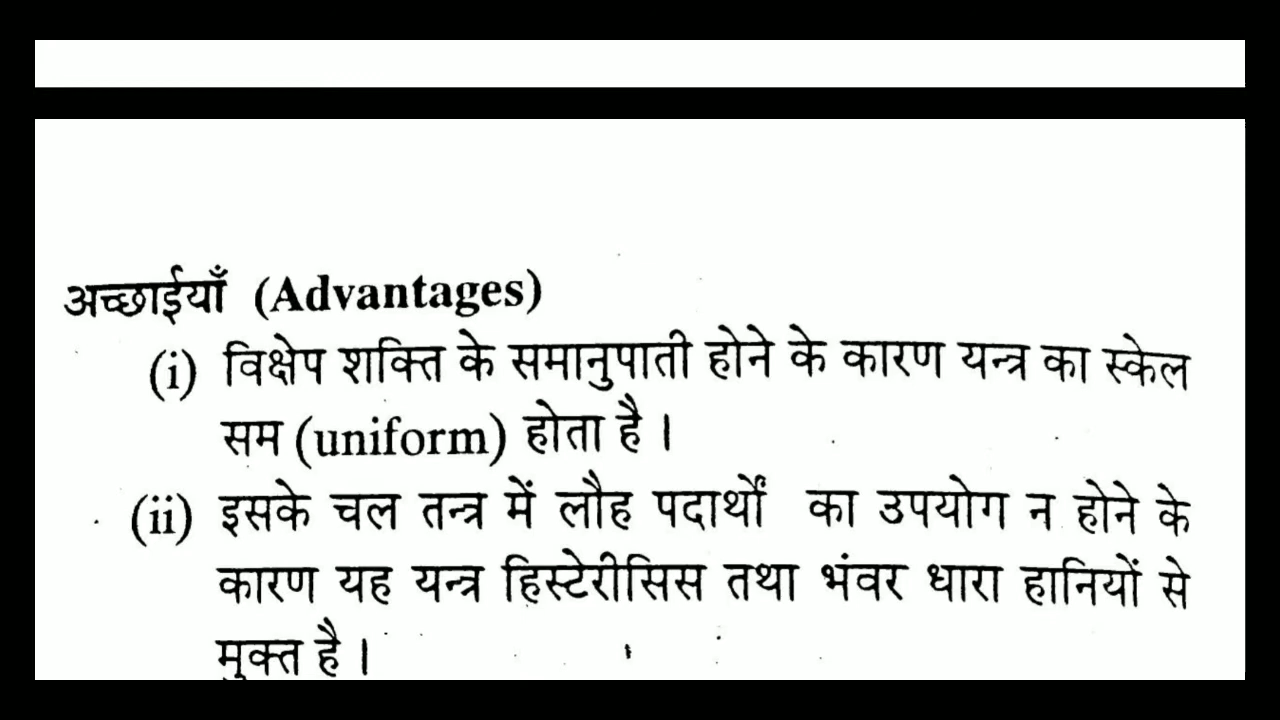 अच्छाईयाँ (Advantages)
(i) विक्षेप शक्ति के समानुपाती होने के कारण यन्त्र का स्केल
सम (uniform) होता है ।
(ii) इसके चल तन्त्र में लौह पदार्थों का उपयोग न होने के
कारण यह यन्त्र हिस्टेरीसिस तथा भंवर धारा हानियों से
मुक्त है ।